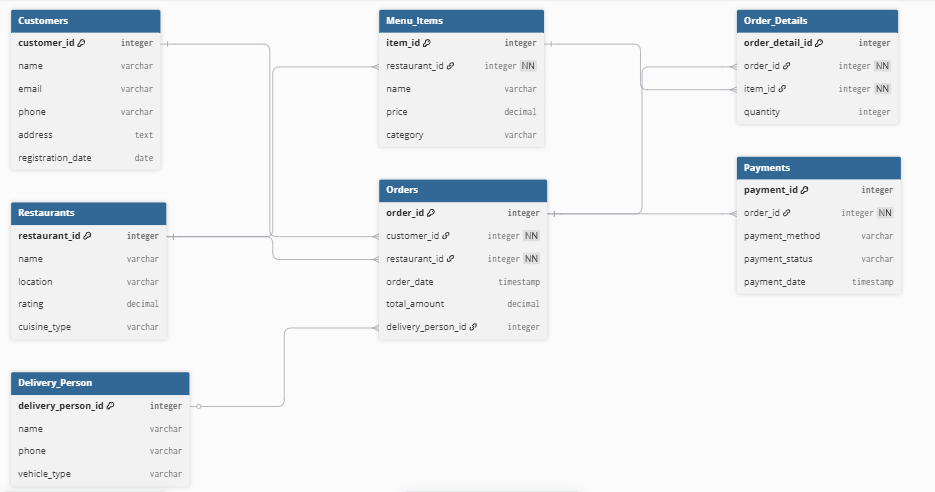 Customers
customer_id integer
name varchar
email varchar
phone varchar
address text
registration_date date
Restaurants
restaurant_id integer
name varchar
location varchar
rating decimal
cuisine_type varchar
Delivery_Person
delivery_person_id integer
name varchar
phone varchar
vehicle_type varchar
Menu_Items
item_id integer
restaurant_id integer NN
name varchar
price decimal
category varchar
Orders
order_id integer
customer_id integer NN
restaurant_id integer NN
order_date timestamp
total_amount decimal
delivery_person_id integer
Order_Details
order_detail_id integer
order_id integer NN
item_id integer NN
quantity integer
Payments
payment_id integer
order_id integer NN
payment_method varchar
payment_status varchar
payment_date timestamp